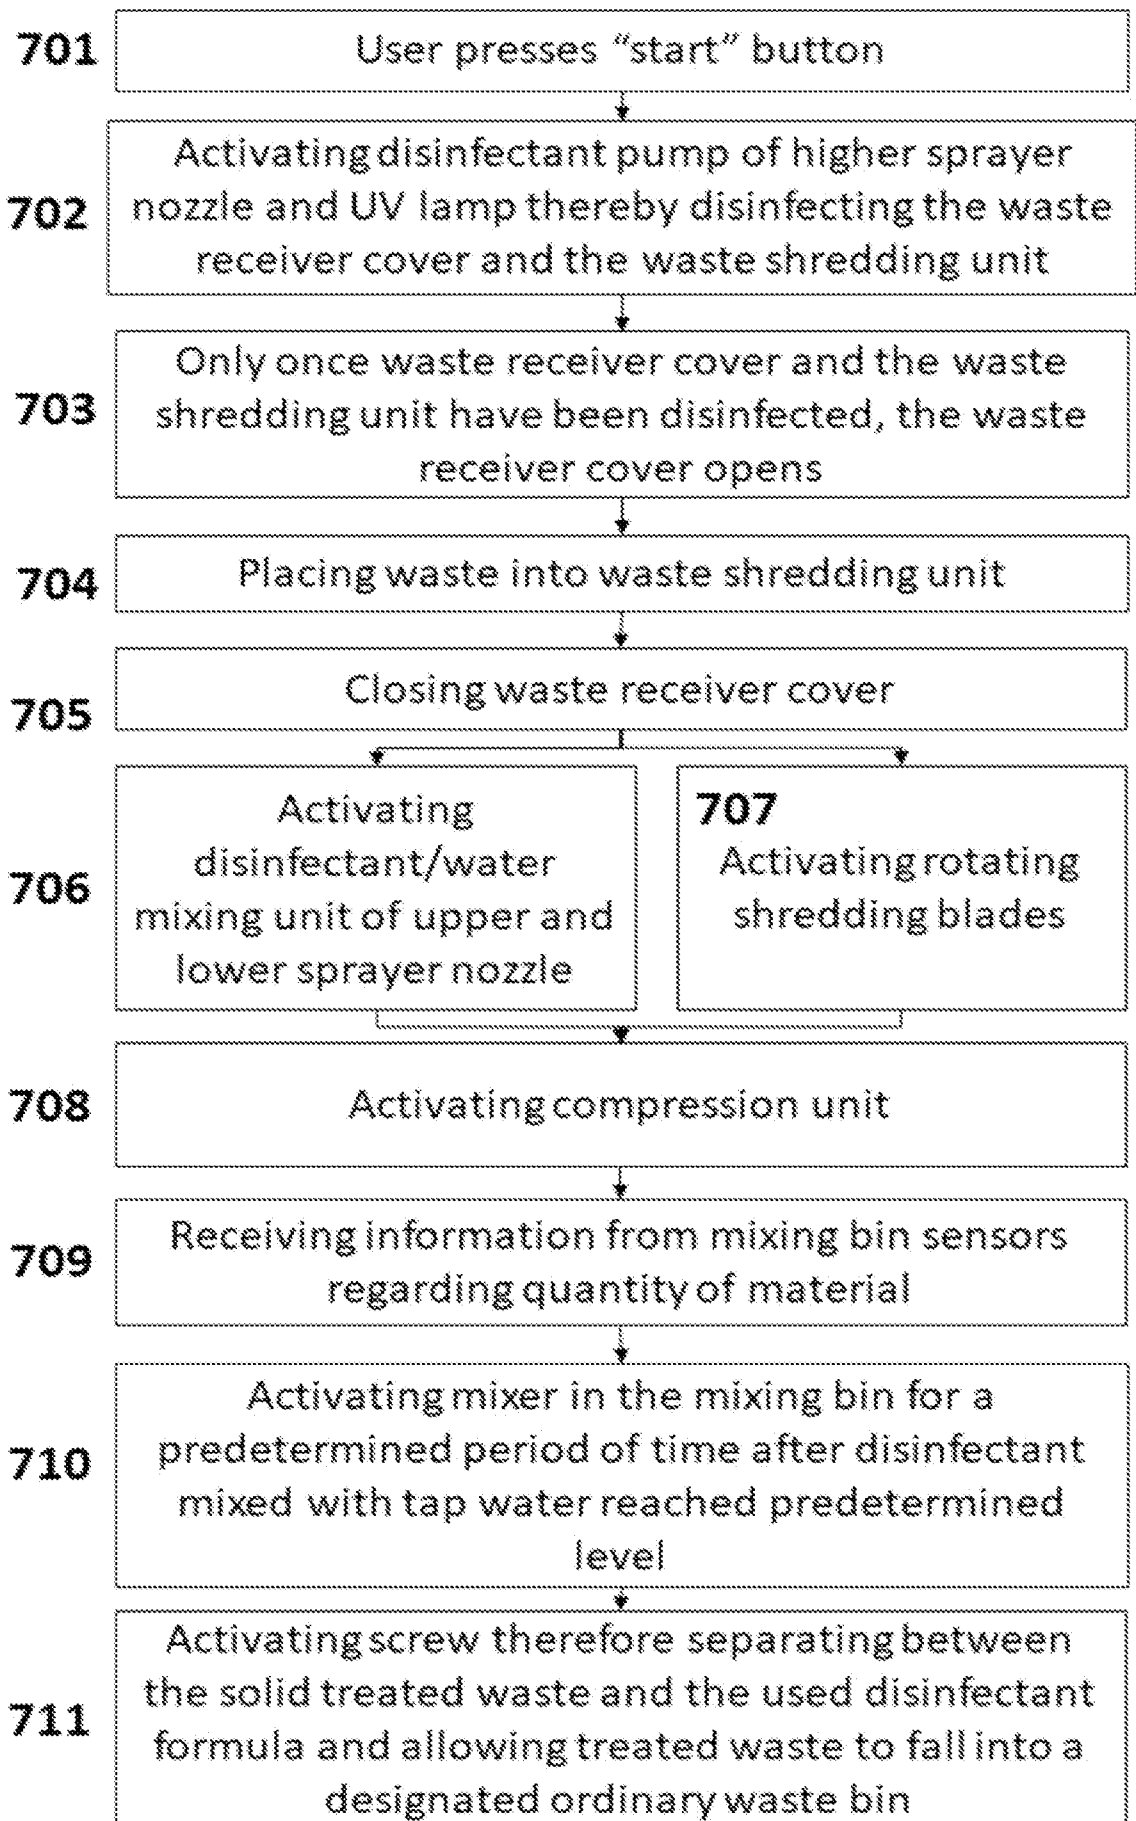 701
User presses “start” button
702
Activating disinfectant pump of higher sprayer
nozzle and UV lamp thereby disinfecting the waste
receiver cover and the waste shredding unit
703
Only once waste receiver cover and the waste
shredding unit have been disinfected, the waste
receiver cover opens
704
Placing waste into waste shredding unit
705
Closing waste receiver cover
706
Activating
disinfectant/water
mixing unit of upper and
lower sprayer nozzle
707
Activating rotating
shredding blades
708
Activating compression unit
709
Receiving information from mixing bin sensors
regarding quantity of material
710
Activating mixer in the mixing bin for a
predetermined period of time after disinfectant
mixed with tap water reached predetermined
level
711
Activating screw therefore separating between
the solid treated waste and the used disinfectant
formula and allowing treated waste to fall into a
designated ordinary waste bin